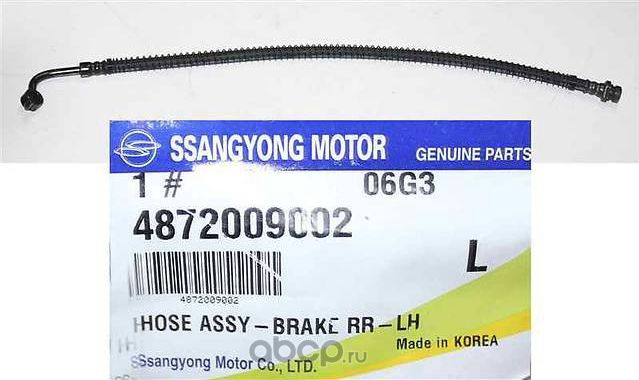 SSANGYONG MOTOR GENUINE PARTS
1 # 06G3
4872009002
L
4872009002
HOSE ASSY-BRAKE RR-LH
Made in KOREA
Ssangyong Motor Co., LTD.
abcp.ru